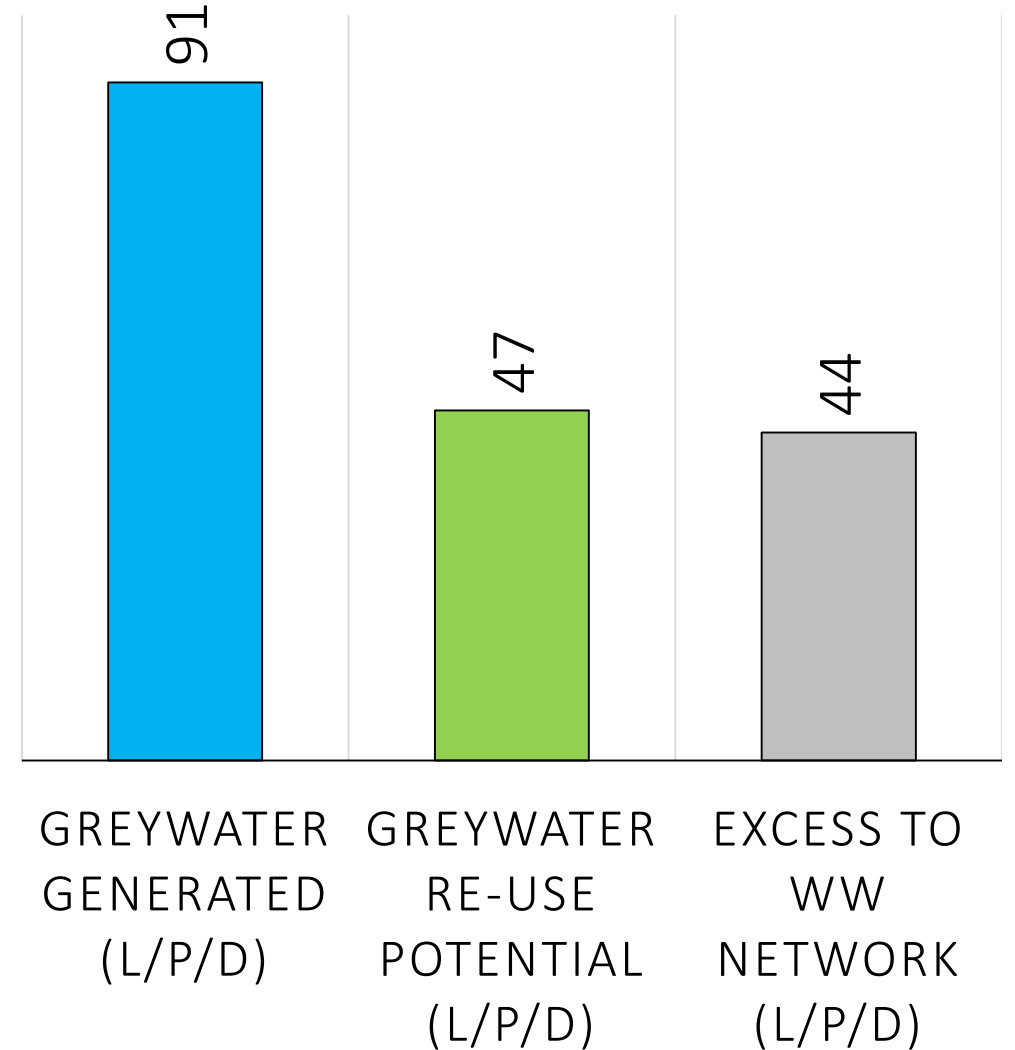 91
47
44
GREYWATER
GENERATED
(L/P/D)
GREYWATER
RE-USE
POTENTIAL
(L/P/D)
EXCESS TO
WW
NETWORK
(L/P/D)